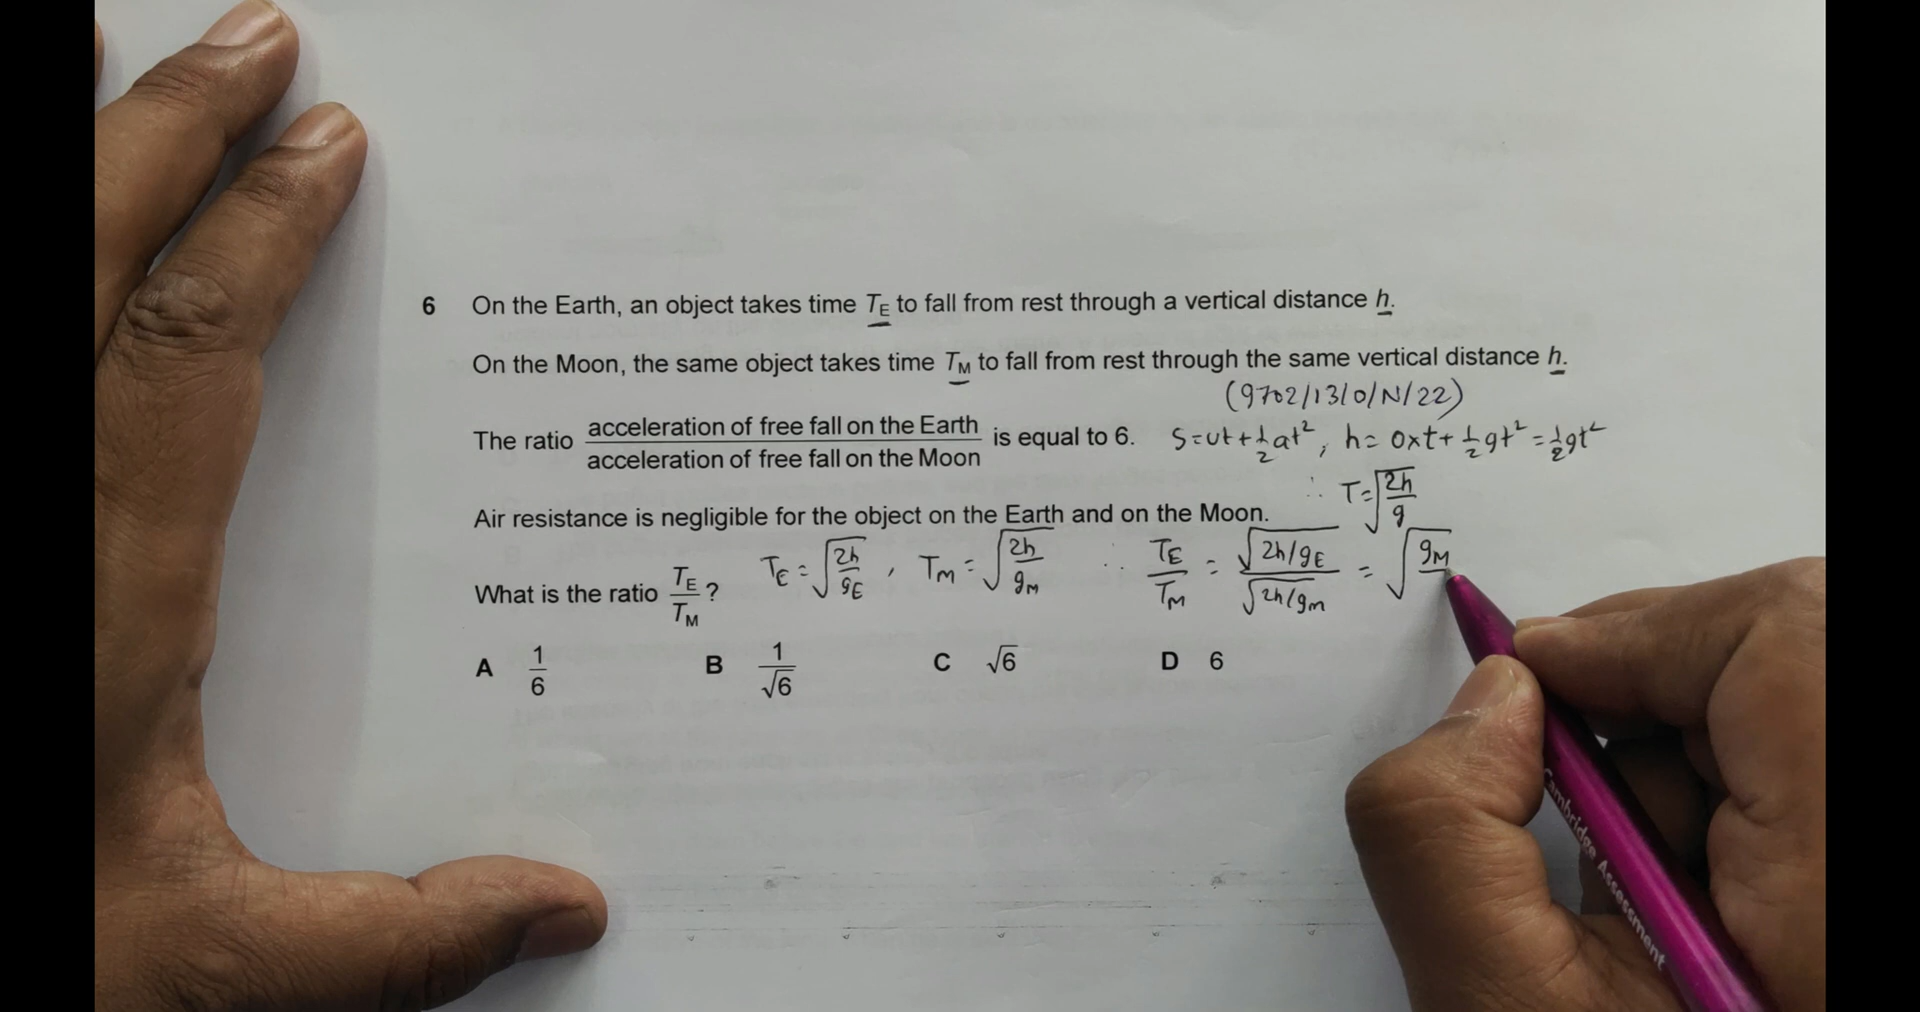 6 On the Earth, an object takes time T_E to fall from rest through a vertical distance h.
On the Moon, the same object takes time T_M to fall from rest through the same vertical distance h.
(9702/13/O/N/22)
The ratio acceleration of free fall on the Earth / acceleration of free fall on the Moon is equal to 6. S=ut+½at², h= 0×t+½gt²=½gt²
∴ T=√(2h/g)
Air resistance is negligible for the object on the Earth and on the Moon.
What is the ratio T_E/T_M? T_E=√(2h/g_E), T_M=√(2h/g_M) ∴ T_E/T_M = √(2h/g_E)/√(2h/g_m) = √(g_M
A 1/6 B 1/√6 C √6 D 6
Cambridge Assessment